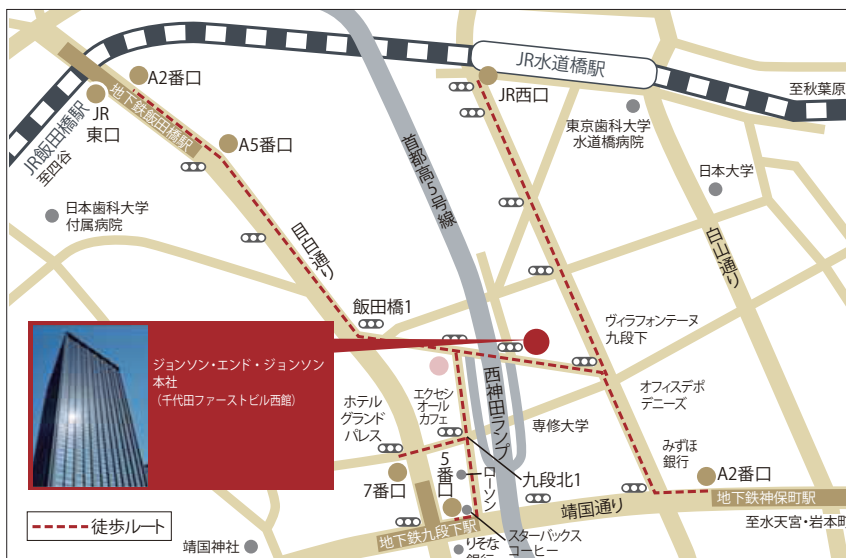 JR水道橋駅
A2番口
地下鉄飯田橋駅
JR
東口
JR飯田橋駅
至四谷
A5番口
JR西口
至秋葉原
東京歯科大学
水道橋病院
日本大学
首都高5号線
日本歯科大学
付属病院
目白通り
白山通り
飯田橋1
ヴィラフォンテーヌ
九段下
ジョンソン・エンド・ジョンソン
本社
（千代田ファーストビル西館）
ホテル
グランド
パレス
エクセシ
オール
カフェ
西神田ランプ
専修大学
オフィスデポ
デニーズ
みずほ
銀行
A2番口
7番口
5番口
ローソン
九段北1
靖国通り
地下鉄神保町駅
至水天宮・岩本町
徒歩ルート
地下鉄九段下駅
スターバックス
コーヒー
靖国神社
りそな
銀行